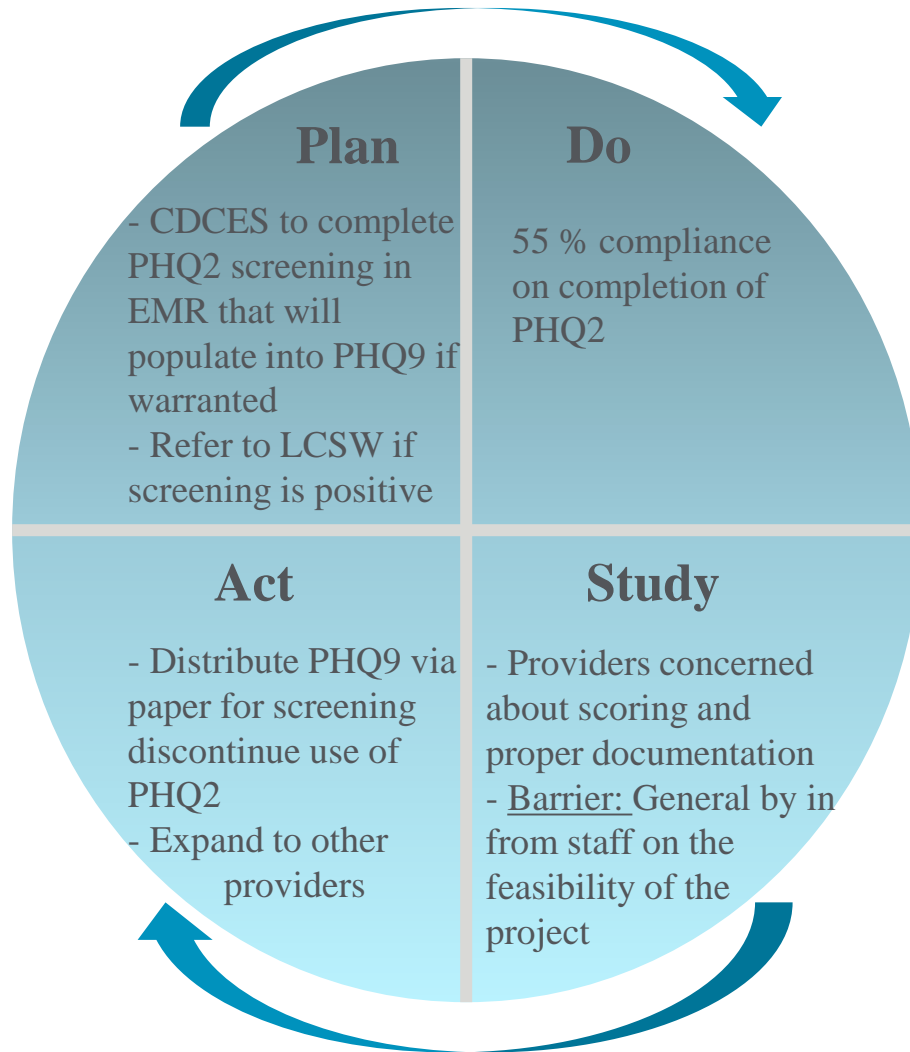 Plan
- CDCES to complete
PHQ2 screening in
EMR that will
populate into PHQ9 if
warranted
- Refer to LCSW if
screening is positive
Do
55 % compliance
on completion of
PHQ2
Act
- Distribute PHQ9 via
paper for screening
discontinue use of
PHQ2
- Expand to other
providers
Study
- Providers concerned
about scoring and
proper documentation
- Barrier: General by in
from staff on the
feasibility of the
project